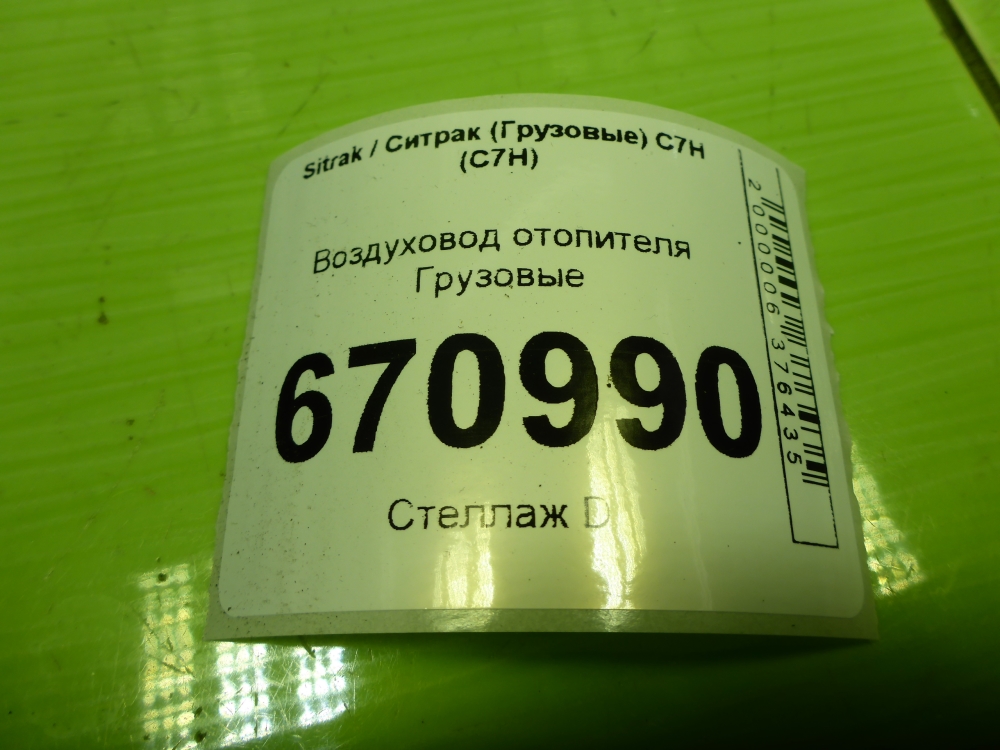 Sitrak / Ситрак (Грузовые) C7H
(C7H)
Воздуховод отопителя
Грузовые
670990
Стеллаж D
2000006376435